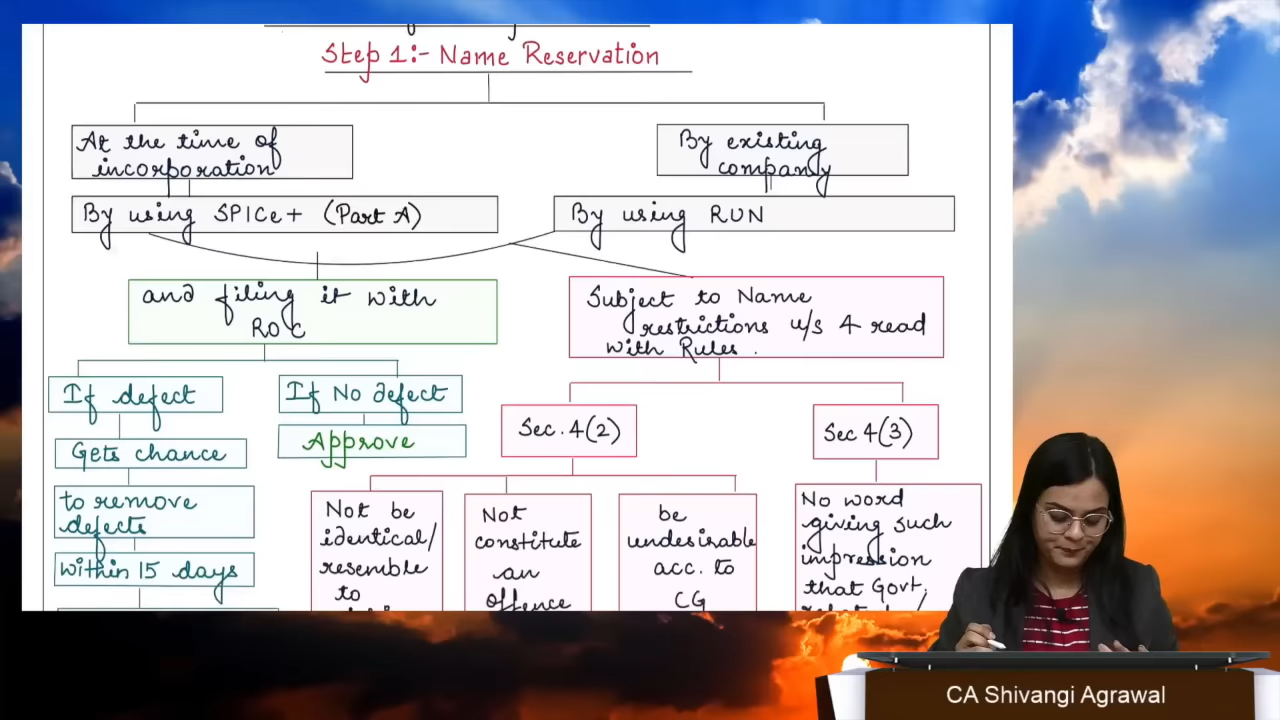 Step 1:- Name Reservation
At the time of
incorporation
By existing
company
By using SPICe+ (Part A)
By using RUN
and filing it with
ROC
Subject to Name
restrictions u/s 4 read
with Rules.
If defect
If No defect
Gets chance
Approve
to remove
defects
within 15 days
Sec. 4(2)
Sec 4(3)
Not be
identical/
resemble
to
Not
constitute
an
offence
be
undesirable
acc. to
CG
No word
giving such
impression
that Govt,
CA Shivangi Agrawal